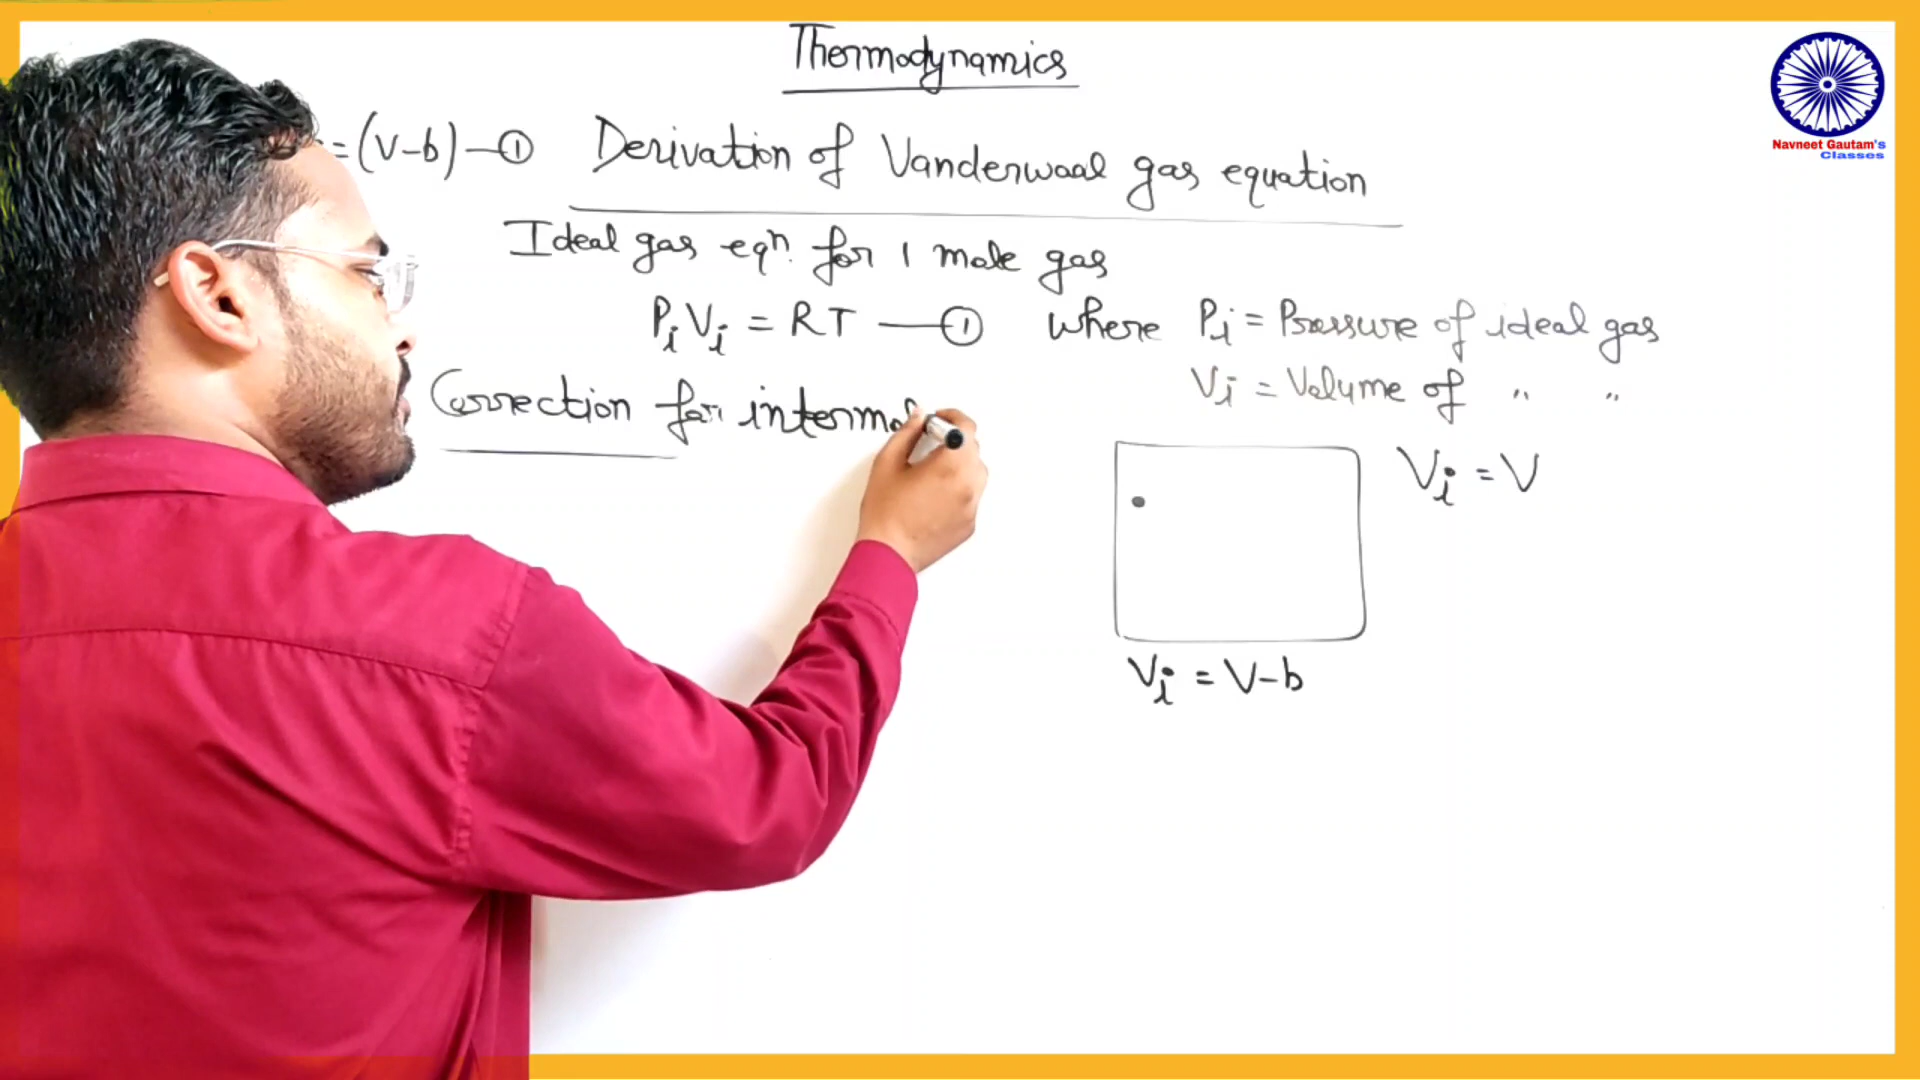 Thermodynamics
= (V-b) — ①
Derivation of Vanderwaal gas equation
Ideal gas eqⁿ. for 1 mole gas
PᵢVᵢ = RT — ① where Pᵢ = Pressure of ideal gas
Vᵢ = Volume of " "
Correction for intermo
Vᵢ = V
Vᵢ = V-b
Navneet Gautam's
Classes